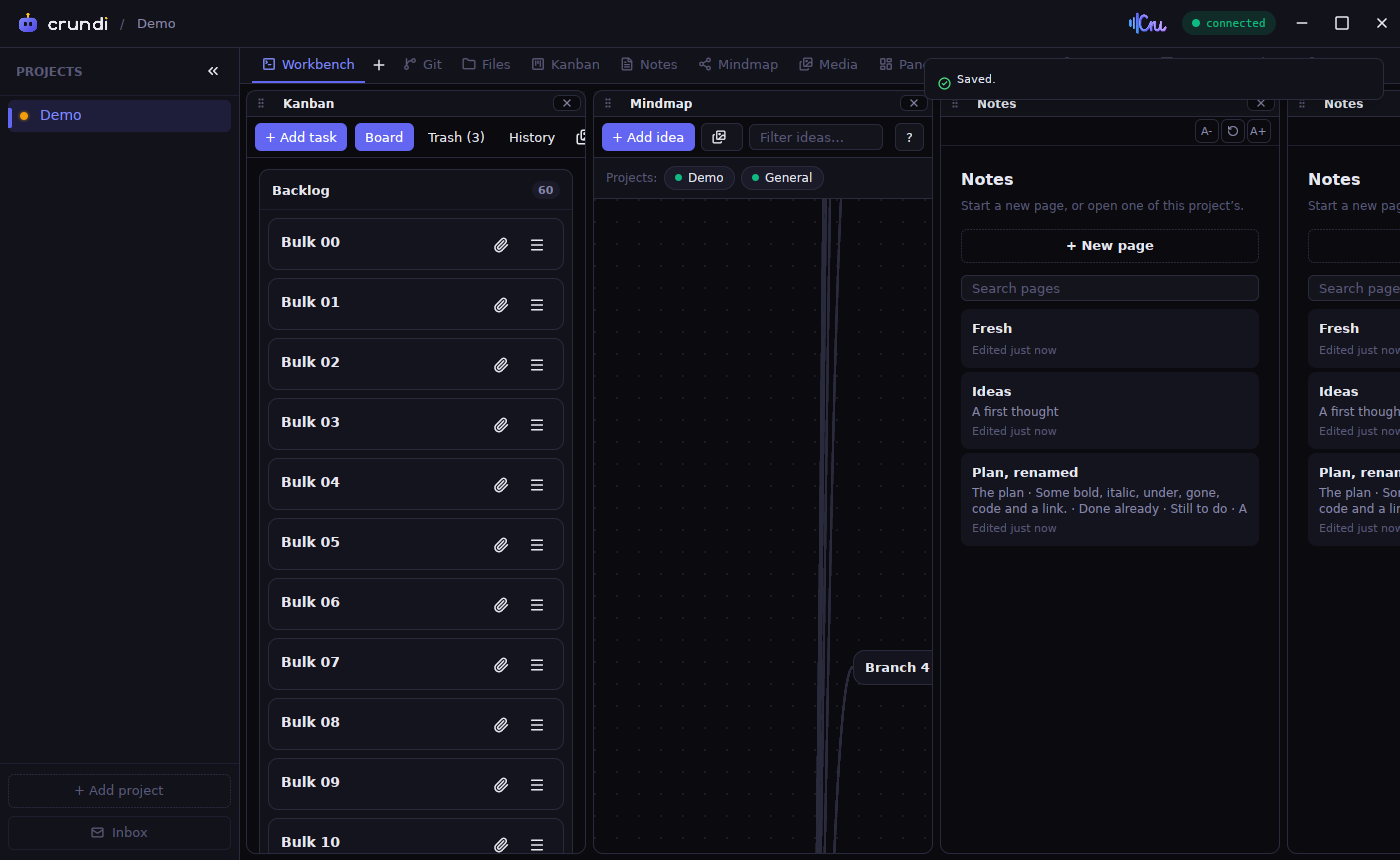 crundi / Demo
connected
PROJECTS
Demo
+ Add project
Inbox
Workbench
Git
Files
Kanban
Notes
Mindmap
Media
Saved.
Kanban
+ Add task
Board
Trash (3)
History
Backlog
60
Bulk 00
Bulk 01
Bulk 02
Bulk 03
Bulk 04
Bulk 05
Bulk 06
Bulk 07
Bulk 08
Bulk 09
Bulk 10
Mindmap
+ Add idea
Filter ideas...
?
Projects:
Demo
General
Branch 4
Notes
A-
A+
Notes
Start a new page, or open one of this project's.
+ New page
Search pages
Fresh
Edited just now
Ideas
A first thought
Edited just now
Plan, renamed
The plan · Some bold, italic, under, gone,
code and a link. · Done already · Still to do · A
Edited just now
Notes
Notes
Start a new pag
Search page
Fresh
Edited just now
Ideas
A first though
Edited just now
Plan, renam
The plan · Son
code and a lin
Edited just now